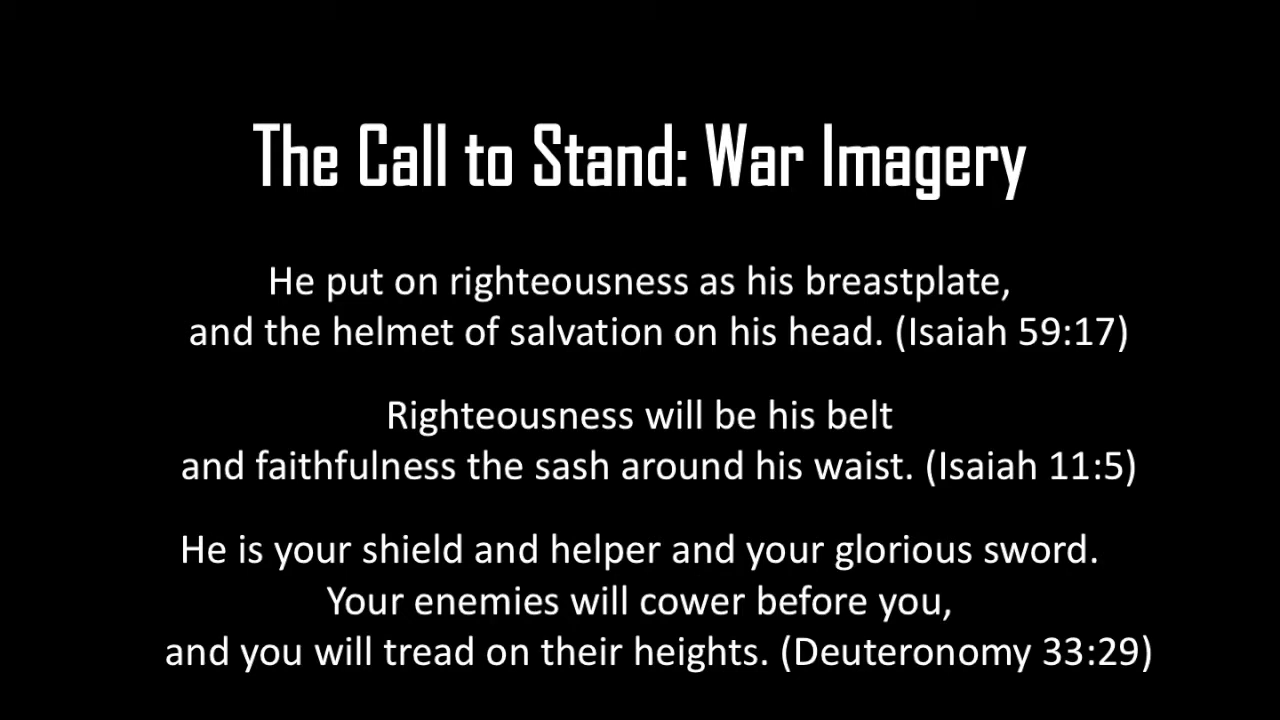 The Call to Stand: War Imagery
He put on righteousness as his breastplate,
and the helmet of salvation on his head. (Isaiah 59:17)
Righteousness will be his belt
and faithfulness the sash around his waist. (Isaiah 11:5)
He is your shield and helper and your glorious sword.
Your enemies will cower before you,
and you will tread on their heights. (Deuteronomy 33:29)